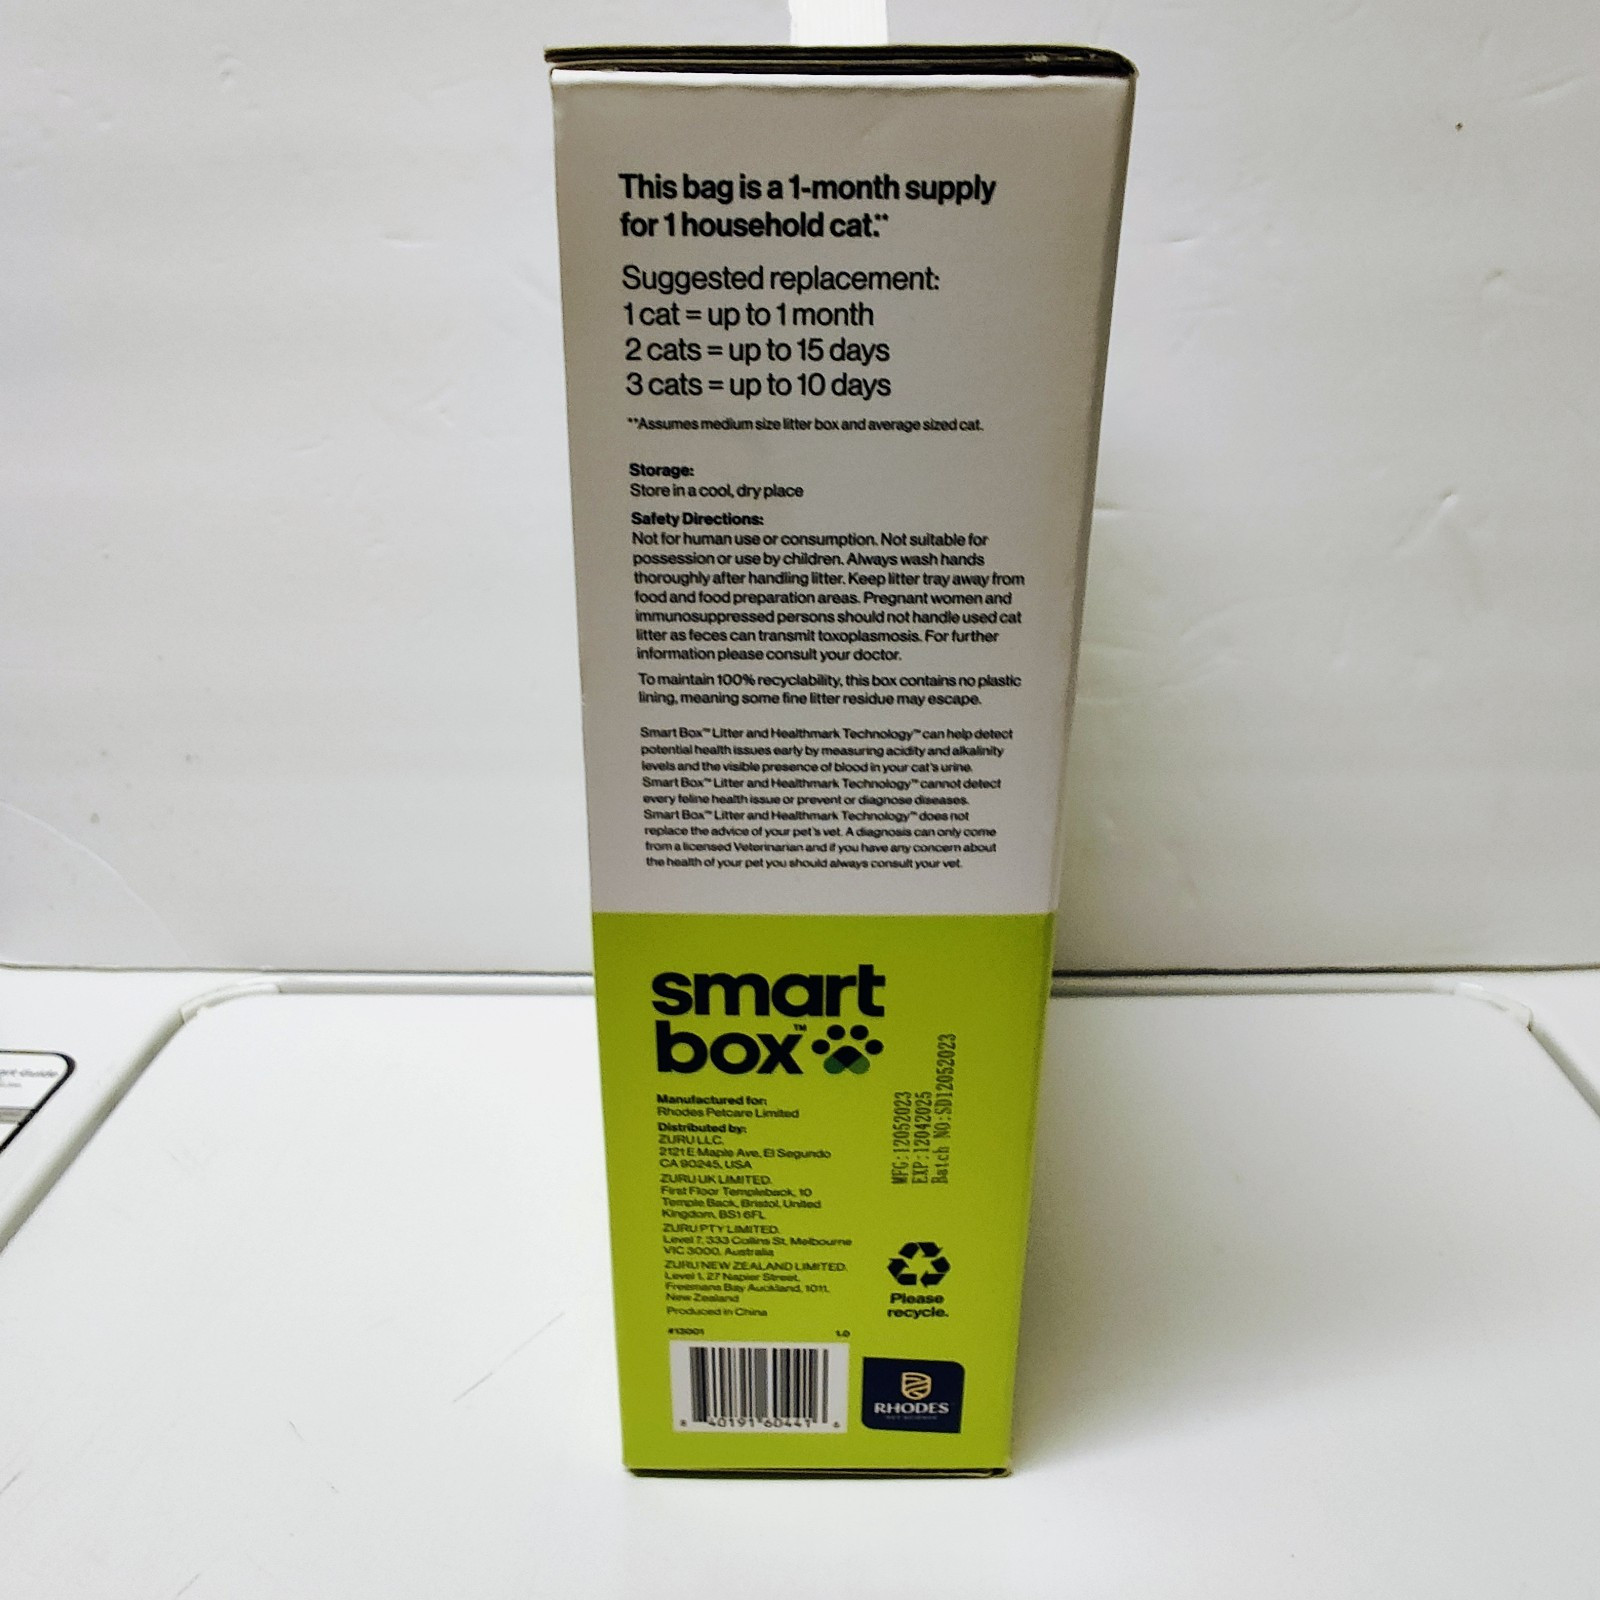 This bag is a 1-month supply
for 1 household cat.**
Suggested replacement:
1 cat = up to 1 month
2 cats = up to 15 days
3 cats = up to 10 days
**Assumes medium size litter box and average sized cat.
Storage:
Store in a cool, dry place
Safety Directions:
Not for human use or consumption. Not suitable for
possession or use by children. Always wash hands
thoroughly after handling litter. Keep litter tray away from
food and food preparation areas. Pregnant women and
immunosuppressed persons should not handle used cat
litter as feces can transmit toxoplasmosis. For further
information please consult your doctor.
To maintain 100% recyclability, this box contains no plastic
lining, meaning some fine litter residue may escape.
Smart Box™ Litter and Healthmark Technology™ can help detect
potential health issues early by measuring acidity and alkalinity
levels and the visible presence of blood in your cat's urine.
Smart Box™ Litter and Healthmark Technology™ cannot detect
every feline health issue or prevent or diagnose diseases.
Smart Box™ Litter and Healthmark Technology™ does not
replace the advice of your pet's vet. A diagnosis can only come
from a licensed Veterinarian and if you have any concern about
the health of your pet you should always consult your vet.
smart
box™
Manufactured for:
Rhodes Petcare Limited
Distributed by:
ZURU LLC.
2121 E Maple Ave, El Segundo
CA 90245, USA
ZURU UK LIMITED.
First Floor Templeback, 10
Temple Back, Bristol, United
Kingdom, BS1 6FL
ZURU PTY LIMITED.
Level 7, 333 Collins St, Melbourne
VIC 3000, Australia
ZURU NEW ZEALAND LIMITED.
Level 1, 27 Napier Street,
Freemans Bay Auckland, 1011,
New Zealand
Produced in China
#13001 1.0
8 40191 60441 6
MFG:12052023
EXP:12042025
Batch NO:SD12052023
Please
recycle.
RHODES